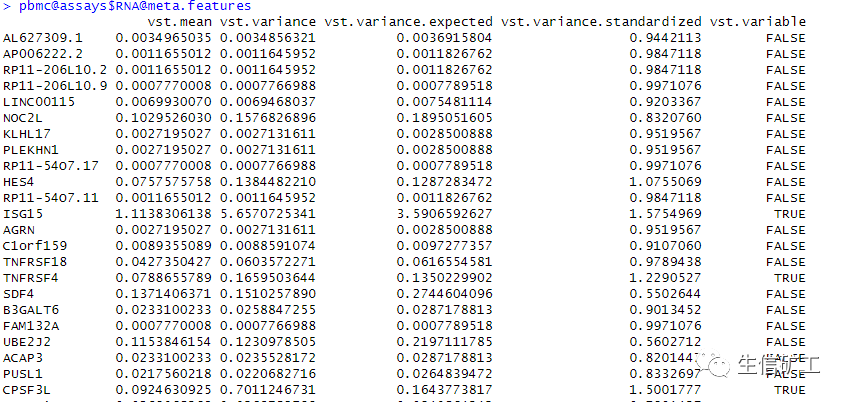 > pbmc@assays$RNA@meta.features
vst.mean vst.variance vst.variance.expected vst.variance.standardized vst.variable
AL627309.1 0.0034965035 0.0034856321 0.0036915804 0.9442113 FALSE
AP006222.2 0.0011655012 0.0011645952 0.0011826762 0.9847118 FALSE
RP11-206L10.2 0.0011655012 0.0011645952 0.0011826762 0.9847118 FALSE
RP11-206L10.9 0.0007770008 0.0007766988 0.0007789518 0.9971076 FALSE
LINC00115 0.0069930070 0.0069468037 0.0075481114 0.9203367 FALSE
NOC2L 0.1029526030 0.1576826896 0.1895051605 0.8320760 FALSE
KLHL17 0.0027195027 0.0027131611 0.0028500888 0.9519567 FALSE
PLEKHN1 0.0027195027 0.0027131611 0.0028500888 0.9519567 FALSE
RP11-54O7.17 0.0007770008 0.0007766988 0.0007789518 0.9971076 FALSE
HES4 0.0757575758 0.1384482210 0.1287283472 1.0755069 FALSE
RP11-54O7.11 0.0011655012 0.0011645952 0.0011826762 0.9847118 FALSE
ISG15 1.1138306138 5.6570725341 3.5906592627 1.5754969 TRUE
AGRN 0.0027195027 0.0027131611 0.0028500888 0.9519567 FALSE
C1orf159 0.0089355089 0.0088591074 0.0097277357 0.9107060 FALSE
TNFRSF18 0.0427350427 0.0603572271 0.0616554581 0.9789438 FALSE
TNFRSF4 0.0788655789 0.1659503644 0.1350229902 1.2290527 TRUE
SDF4 0.1371406371 0.1510257890 0.2744604096 0.5502644 FALSE
B3GALT6 0.0233100233 0.0258847255 0.0287178813 0.9013452 FALSE
FAM132A 0.0007770008 0.0007766988 0.0007789518 0.9971076 FALSE
UBE2J2 0.1153846154 0.1230978505 0.2197111785 0.5602712 FALSE
ACAP3 0.0233100233 0.0235528172 0.0287178813 0.820144 FALSE
PUSL1 0.0217560218 0.0220682716 0.0264839472 0.8332697 FALSE
CPSF3L 0.0924630925 0.7011246731 0.1643773817 1.5001777 TRUE
生信矿工